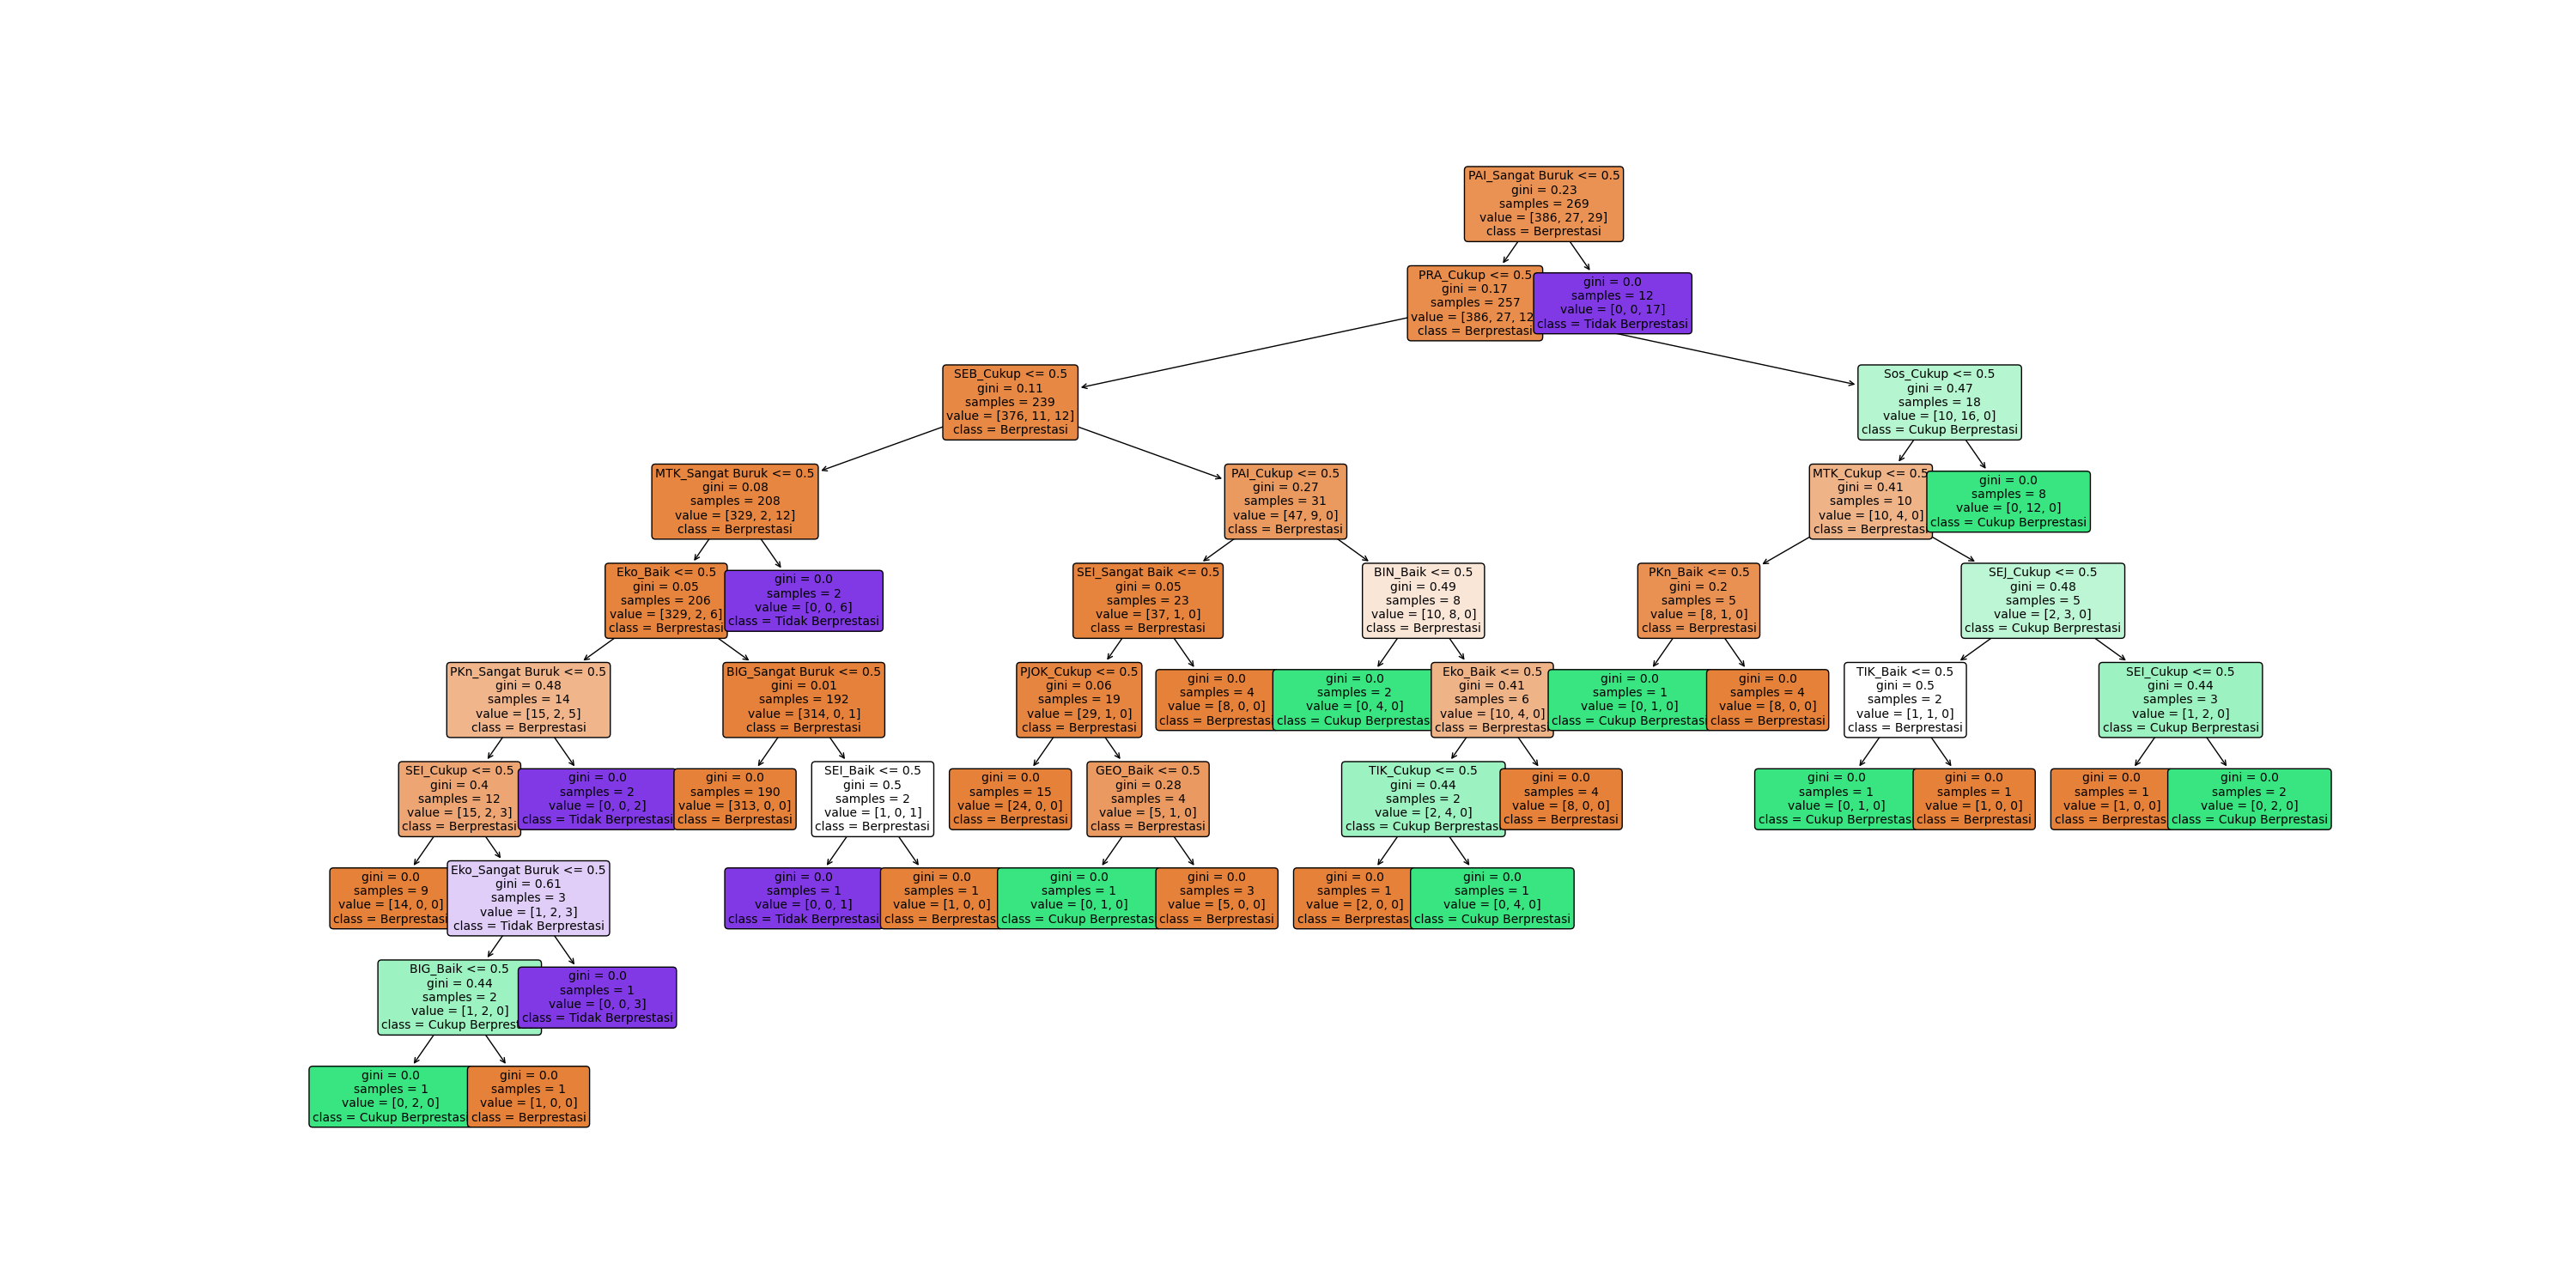 PAI_Sangat Buruk <= 0.5
gini = 0.23
samples = 269
value = [386, 27, 29]
class = Berprestasi
PRA_Cukup <= 0.5
gini = 0.17
samples = 257
value = [386, 27, 12
class = Berprestasi
gini = 0.0
samples = 12
value = [0, 0, 17]
class = Tidak Berprestasi
SEB_Cukup <= 0.5
gini = 0.11
samples = 239
value = [376, 11, 12]
class = Berprestasi
Sos_Cukup <= 0.5
gini = 0.47
samples = 18
value = [10, 16, 0]
class = Cukup Berprestasi
MTK_Sangat Buruk <= 0.5
gini = 0.08
samples = 208
value = [329, 2, 12]
class = Berprestasi
PAI_Cukup <= 0.5
gini = 0.27
samples = 31
value = [47, 9, 0]
class = Berprestasi
MTK_Cukup <= 0.5
gini = 0.41
samples = 10
value = [10, 4, 0]
class = Berprestasi
gini = 0.0
samples = 8
value = [0, 12, 0]
class = Cukup Berprestasi
Eko_Baik <= 0.5
gini = 0.05
samples = 206
value = [329, 2, 6]
class = Berprestasi
gini = 0.0
samples = 2
value = [0, 0, 6]
class = Tidak Berprestasi
SEI_Sangat Baik <= 0.5
gini = 0.05
samples = 23
value = [37, 1, 0]
class = Berprestasi
BIN_Baik <= 0.5
gini = 0.49
samples = 8
value = [10, 8, 0]
class = Berprestasi
PKn_Baik <= 0.5
gini = 0.2
samples = 5
value = [8, 1, 0]
class = Berprestasi
SEJ_Cukup <= 0.5
gini = 0.48
samples = 5
value = [2, 3, 0]
class = Cukup Berprestasi
PKn_Sangat Buruk <= 0.5
gini = 0.48
samples = 14
value = [15, 2, 5]
class = Berprestasi
BIG_Sangat Buruk <= 0.5
gini = 0.01
samples = 192
value = [314, 0, 1]
class = Berprestasi
PJOK_Cukup <= 0.5
gini = 0.06
samples = 19
value = [29, 1, 0]
class = Berprestasi
gini = 0.0
samples = 4
value = [8, 0, 0]
class = Berprestasi
gini = 0.0
samples = 2
value = [0, 4, 0]
class = Cukup Berprestasi
Eko_Baik <= 0.5
gini = 0.41
samples = 6
value = [10, 4, 0]
class = Berprestasi
gini = 0.0
samples = 1
value = [0, 1, 0]
class = Cukup Berprestasi
gini = 0.0
samples = 4
value = [8, 0, 0]
class = Berprestasi
TIK_Baik <= 0.5
gini = 0.5
samples = 2
value = [1, 1, 0]
class = Berprestasi
SEI_Cukup <= 0.5
gini = 0.44
samples = 3
value = [1, 2, 0]
class = Cukup Berprestasi
SEI_Cukup <= 0.5
gini = 0.4
samples = 12
value = [15, 2, 3]
class = Berprestasi
gini = 0.0
samples = 2
value = [0, 0, 2]
class = Tidak Berprestasi
gini = 0.0
samples = 190
value = [313, 0, 0]
class = Berprestasi
SEI_Baik <= 0.5
gini = 0.5
samples = 2
value = [1, 0, 1]
class = Berprestasi
gini = 0.0
samples = 15
value = [24, 0, 0]
class = Berprestasi
GEO_Baik <= 0.5
gini = 0.28
samples = 4
value = [5, 1, 0]
class = Berprestasi
TIK_Cukup <= 0.5
gini = 0.44
samples = 2
value = [2, 4, 0]
class = Cukup Berprestasi
gini = 0.0
samples = 4
value = [8, 0, 0]
class = Berprestasi
gini = 0.0
samples = 1
value = [0, 1, 0]
class = Cukup Berprestas
gini = 0.0
samples = 1
value = [1, 0, 0]
class = Berprestasi
gini = 0.0
samples = 1
value = [1, 0, 0]
class = Berprestas
gini = 0.0
samples = 2
value = [0, 2, 0]
class = Cukup Berprestasi
gini = 0.0
samples = 9
value = [14, 0, 0]
class = Berprestasi
Eko_Sangat Buruk <= 0.5
gini = 0.61
samples = 3
value = [1, 2, 3]
class = Tidak Berprestasi
gini = 0.0
samples = 1
value = [0, 0, 1]
class = Tidak Berprestasi
gini = 0.0
samples = 1
value = [1, 0, 0]
class = Berprestas
gini = 0.0
samples = 1
value = [0, 1, 0]
class = Cukup Berprestas
gini = 0.0
samples = 3
value = [5, 0, 0]
class = Berprestasi
gini = 0.0
samples = 1
value = [2, 0, 0]
class = Berprestas
gini = 0.0
samples = 1
value = [0, 4, 0]
class = Cukup Berprestasi
BIG_Baik <= 0.5
gini = 0.44
samples = 2
value = [1, 2, 0]
class = Cukup Berprest
gini = 0.0
samples = 1
value = [0, 0, 3]
class = Tidak Berprestasi
gini = 0.0
samples = 1
value = [0, 2, 0]
class = Cukup Berprestas
gini = 0.0
samples = 1
value = [1, 0, 0]
class = Berprestasi